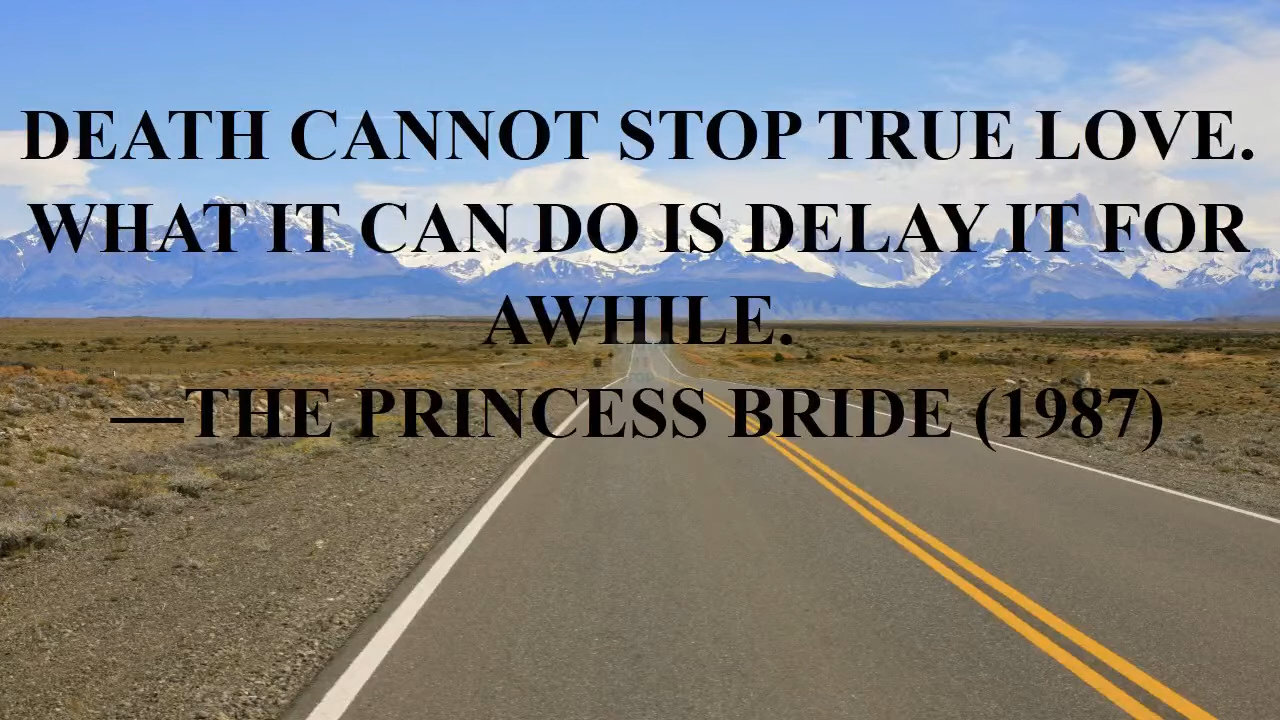 DEATH CANNOT STOP TRUE LOVE.
WHAT IT CAN DO IS DELAY IT FOR
AWHILE.
—THE PRINCESS BRIDE (1987)